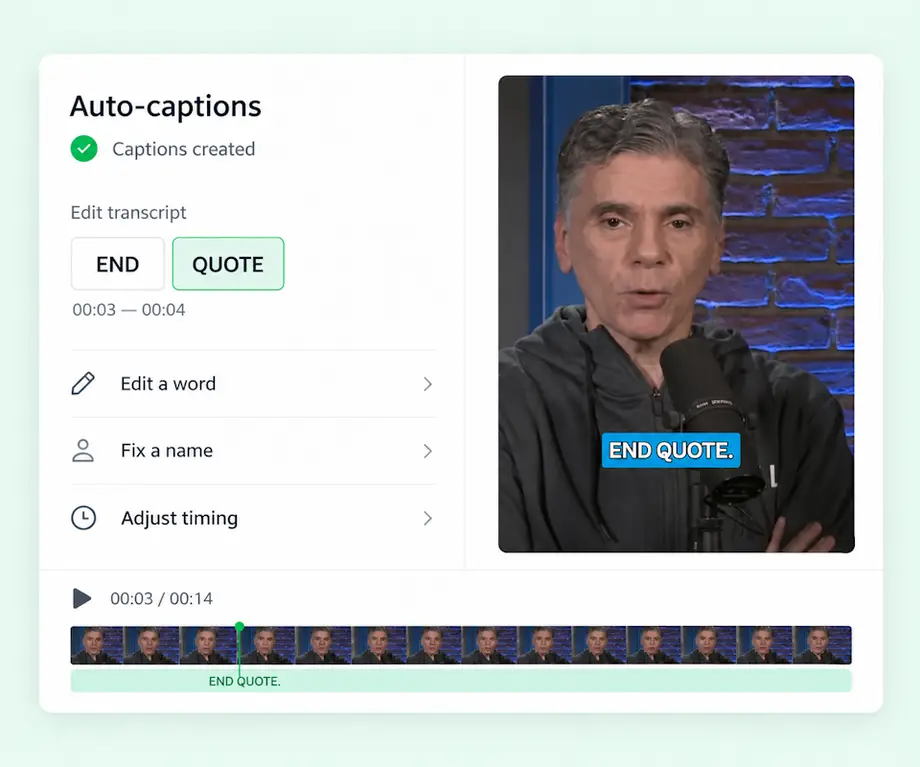 Auto-captions
Captions created
Edit transcript
END QUOTE
00:03 — 00:04
Edit a word
Fix a name
Adjust timing
END QUOTE.
00:03 / 00:14
END QUOTE.